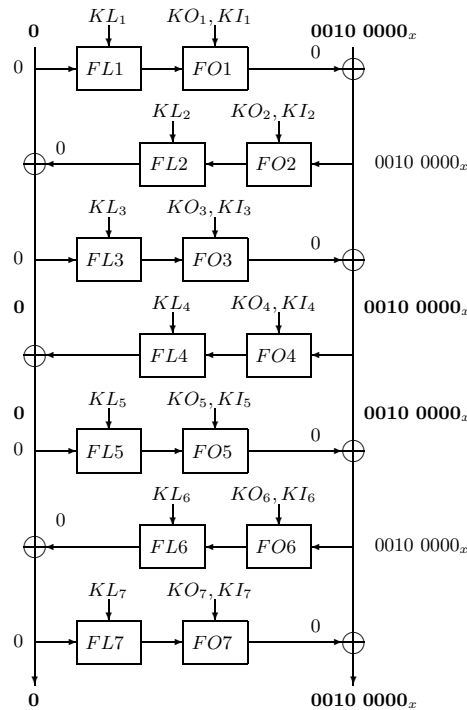 KL₁ KO₁, KI₁
0 0010 0000ₓ
0 FL1 FO1 0
KL₂ KO₂, KI₂
0 FL2 FO2 0010 0000ₓ
KL₃ KO₃, KI₃
0 FL3 FO3 0
0 KL₄ KO₄, KI₄ 0010 0000ₓ
FL4 FO4
0 KL₅ KO₅, KI₅ 0010 0000ₓ
0 FL5 FO5 0
KL₆ KO₆, KI₆
0 FL6 FO6 0010 0000ₓ
KL₇ KO₇, KI₇
0 FL7 FO7 0
0 0010 0000ₓ